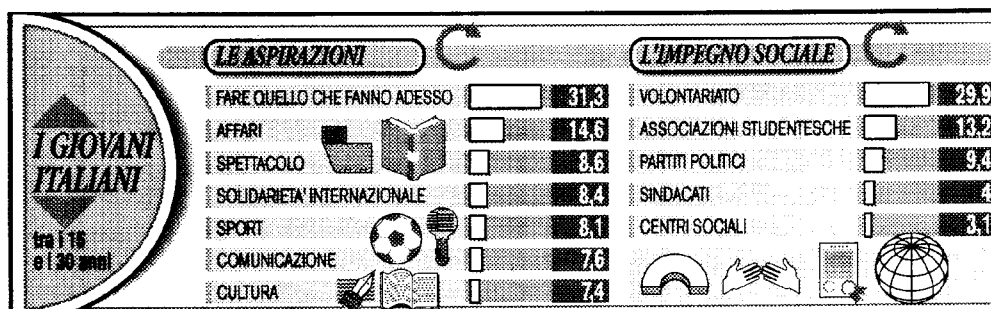 I GIOVANI
ITALIANI
tra i 16
e i 30 anni
LE ASPIRAZIONI
FARE QUELLO CHE FANNO ADESSO 31,3
AFFARI 14,6
SPETTACOLO 8,6
SOLIDARIETA' INTERNAZIONALE 8,4
SPORT 8,1
COMUNICAZIONE 7,6
CULTURA 7,4
L'IMPEGNO SOCIALE
VOLONTARIATO 29,9
ASSOCIAZIONI STUDENTESCHE 13,2
PARTITI POLITICI 9,4
SINDACATI 4
CENTRI SOCIALI 3,1